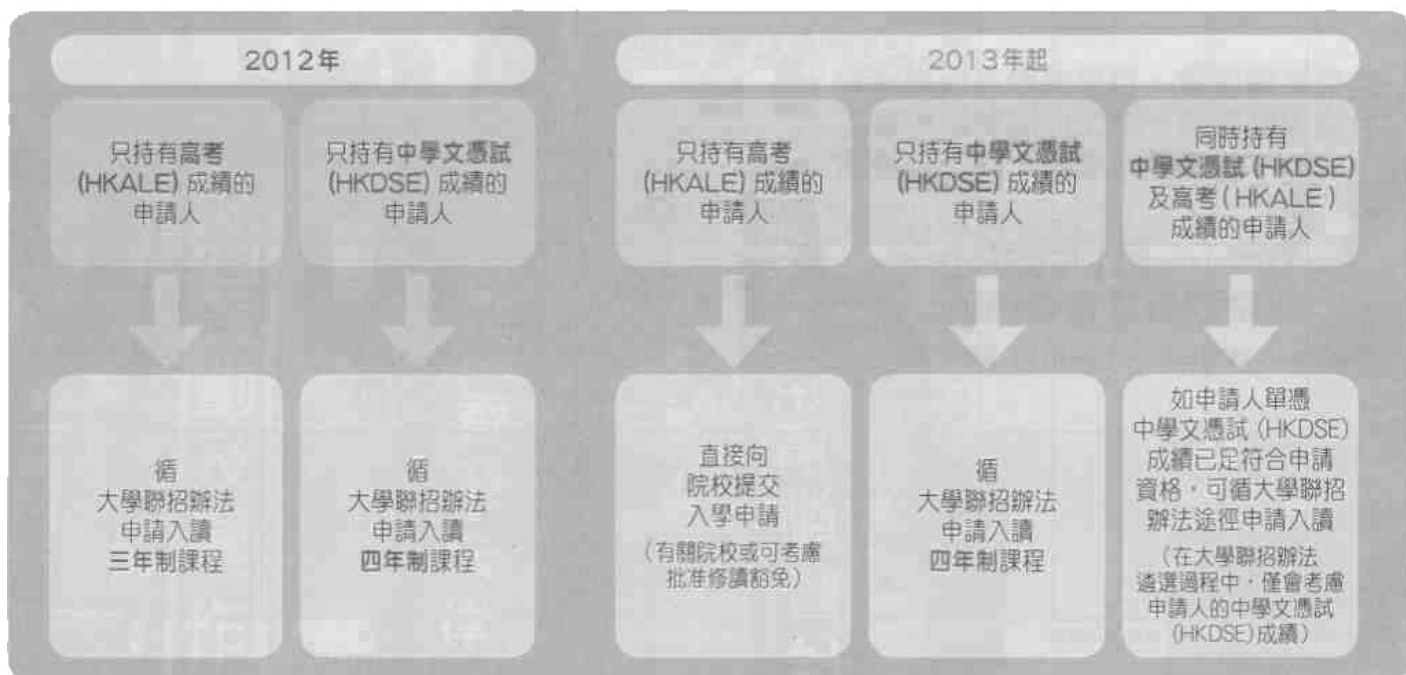 2012年
只持有高考
(HKALE) 成績的
申請人
只持有中學文憑試
(HKDSE) 成績的
申請人
循
大學聯招辦法
申請入讀
三年制課程
循
大學聯招辦法
申請入讀
四年制課程
2013年起
只持有高考
(HKALE) 成績的
申請人
只持有中學文憑試
(HKDSE) 成績的
申請人
同時持有
中學文憑試 (HKDSE)
及高考 (HKALE)
成績的申請人
直接向
院校提交
入學申請
(有關院校或可考慮
批准修讀豁免)
循
大學聯招辦法
申請入讀
四年制課程
如申請人單憑
中學文憑試 (HKDSE)
成績已足符合申請
資格，可循大學聯招
辦法途徑申請入讀
(在大學聯招辦法
遴選過程中，僅會考慮
申請人的中學文憑試
(HKDSE)成績)